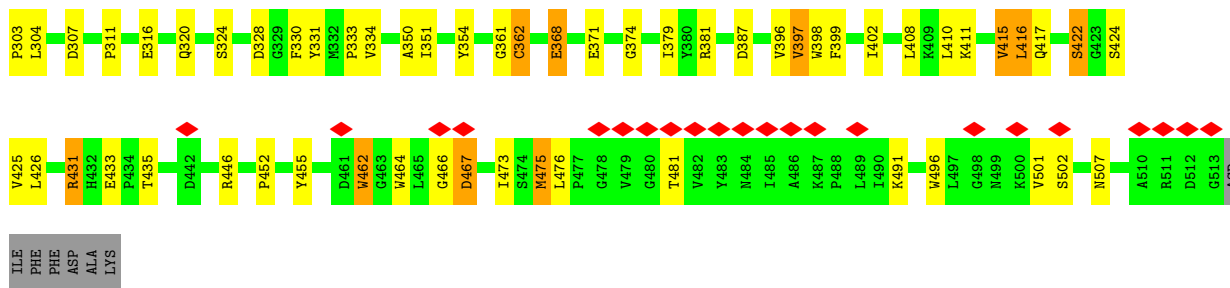 P303 L304 D307 P311 E316 Q320 S324 D328 G329 F330 Y331 M332 P333 V334 A350 I351 Y354 G361 C362 E368 E371 G374 I379 Y380 R381 D387 V396 V397 W398 F399 I402 L408 K409 L410 K411 V415 L416 Q417 S422 G423 S424
V425 L426 R431 H432 E433 P434 T435 D442 R446 P452 Y455 D461 W462 G463 W464 L465 G466 D467 I473 S474 M475 L476 P477 G478 V479 G480 T481 V482 Y483 N484 I485 A486 K487 P488 L489 I490 K491 W496 L497 G498 N499 K500 V501 S502 N507 A510 R511 D512 G513
ILE PHE PHE ASP ALA LYS